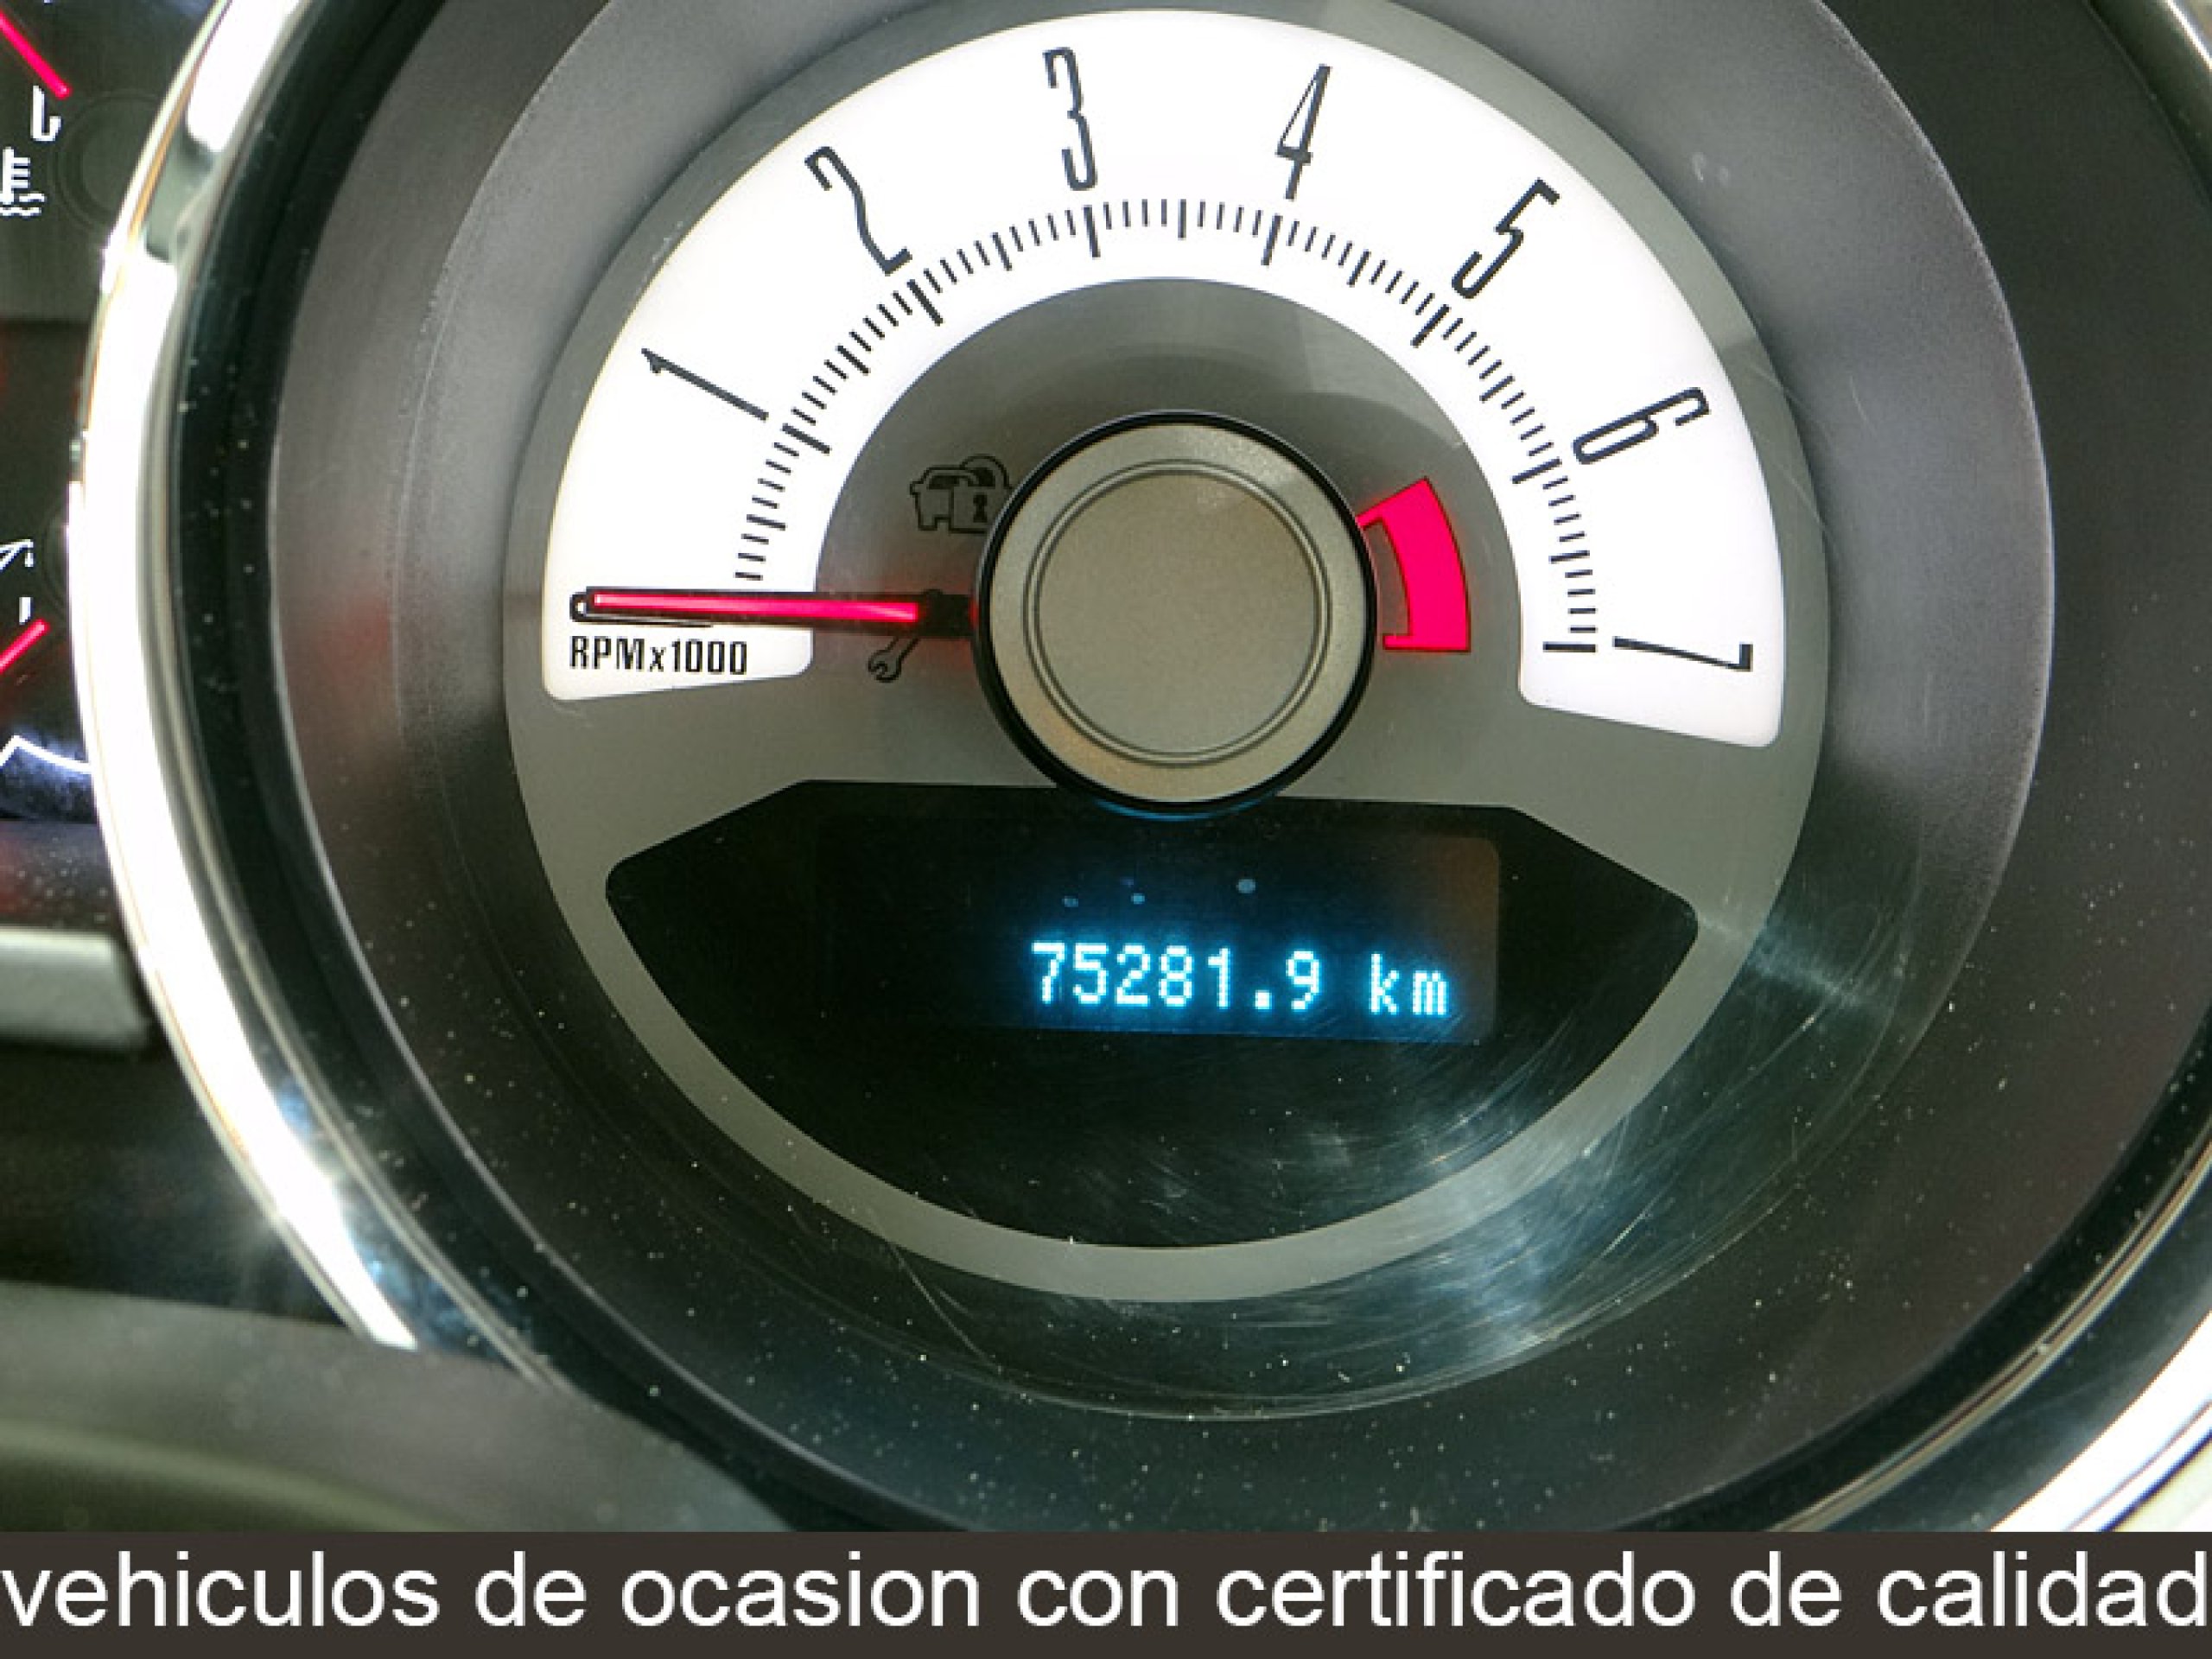 3
4
2
5
1
6
RPMx1000
7
75281.9 km
vehiculos de ocasion con certificado de calidad